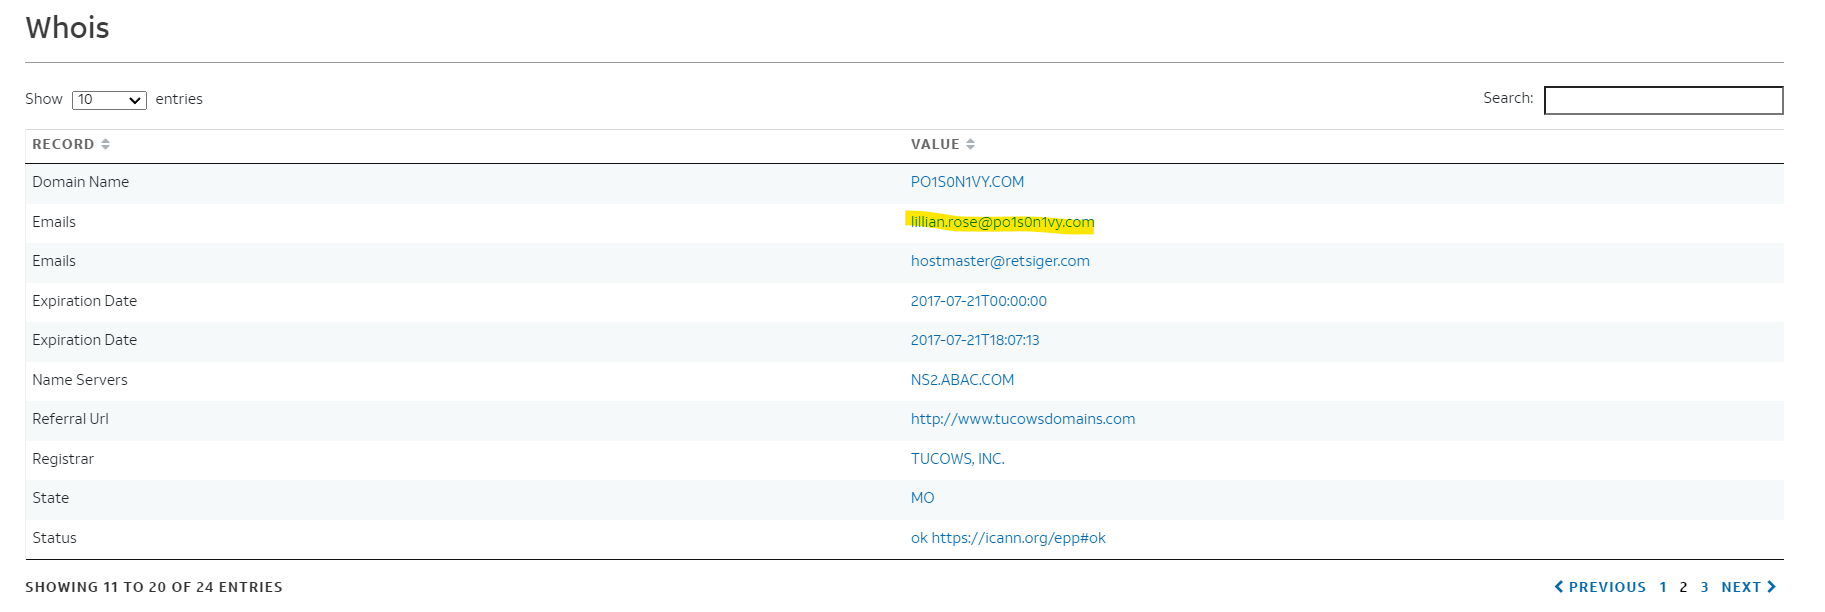 Whois
Show 10 entries Search:
RECORD VALUE
Domain Name PO1S0N1VY.COM
Emails lillian.rose@po1s0n1vy.com
Emails hostmaster@retsiger.com
Expiration Date 2017-07-21T00:00:00
Expiration Date 2017-07-21T18:07:13
Name Servers NS2.ABAC.COM
Referral Url http://www.tucowsdomains.com
Registrar TUCOWS, INC.
State MO
Status ok https://icann.org/epp#ok
SHOWING 11 TO 20 OF 24 ENTRIES PREVIOUS 1 2 3 NEXT